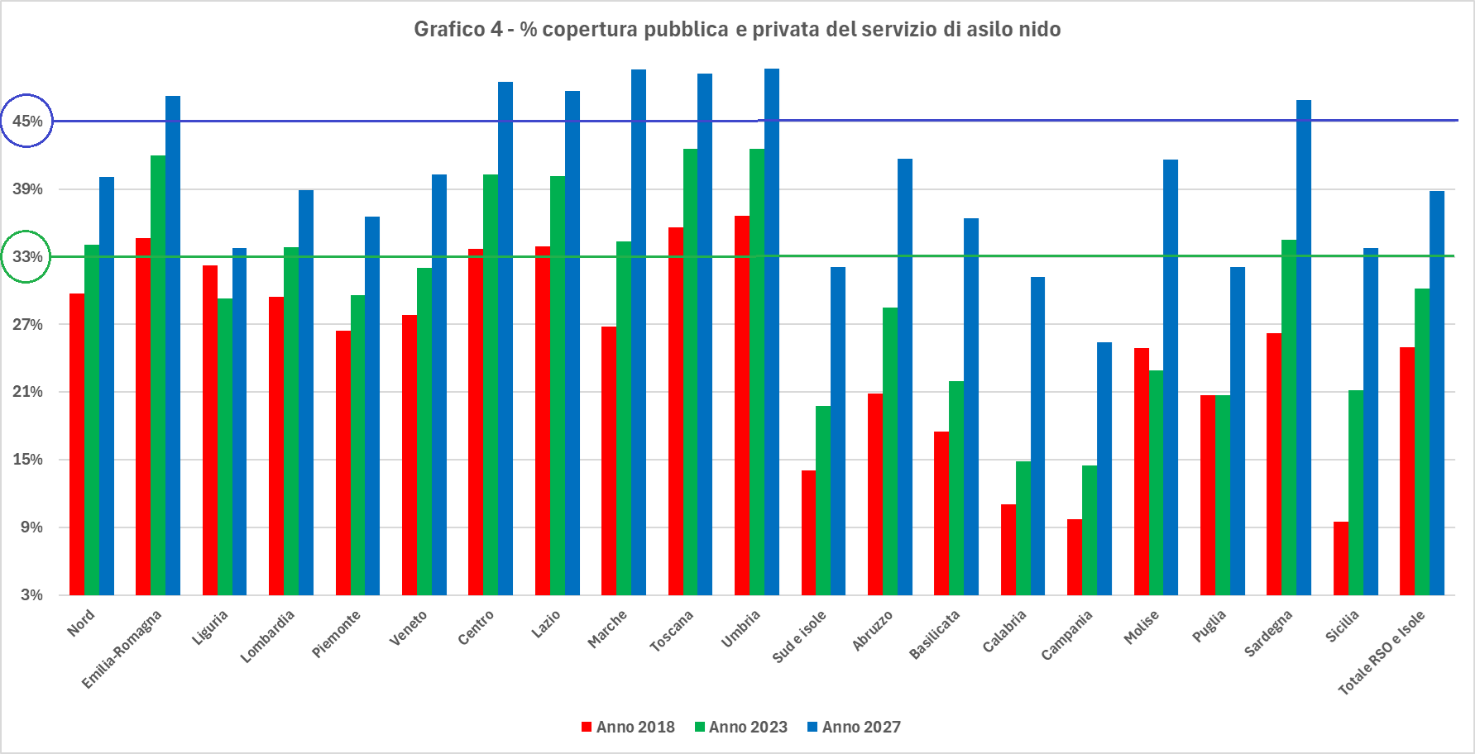 Grafico 4 - % copertura pubblica e privata del servizio di asilo nido
45%
39%
33%
27%
21%
15%
9%
3%
Nord
Emilia-Romagna
Liguria
Lombardia
Piemonte
Veneto
Centro
Lazio
Marche
Toscana
Umbria
Sud e isole
Abruzzo
Basilicata
Calabria
Campania
Molise
Puglia
Sardegna
Sicilia
Totale RSO e Isole
Anno 2018 Anno 2023 Anno 2027